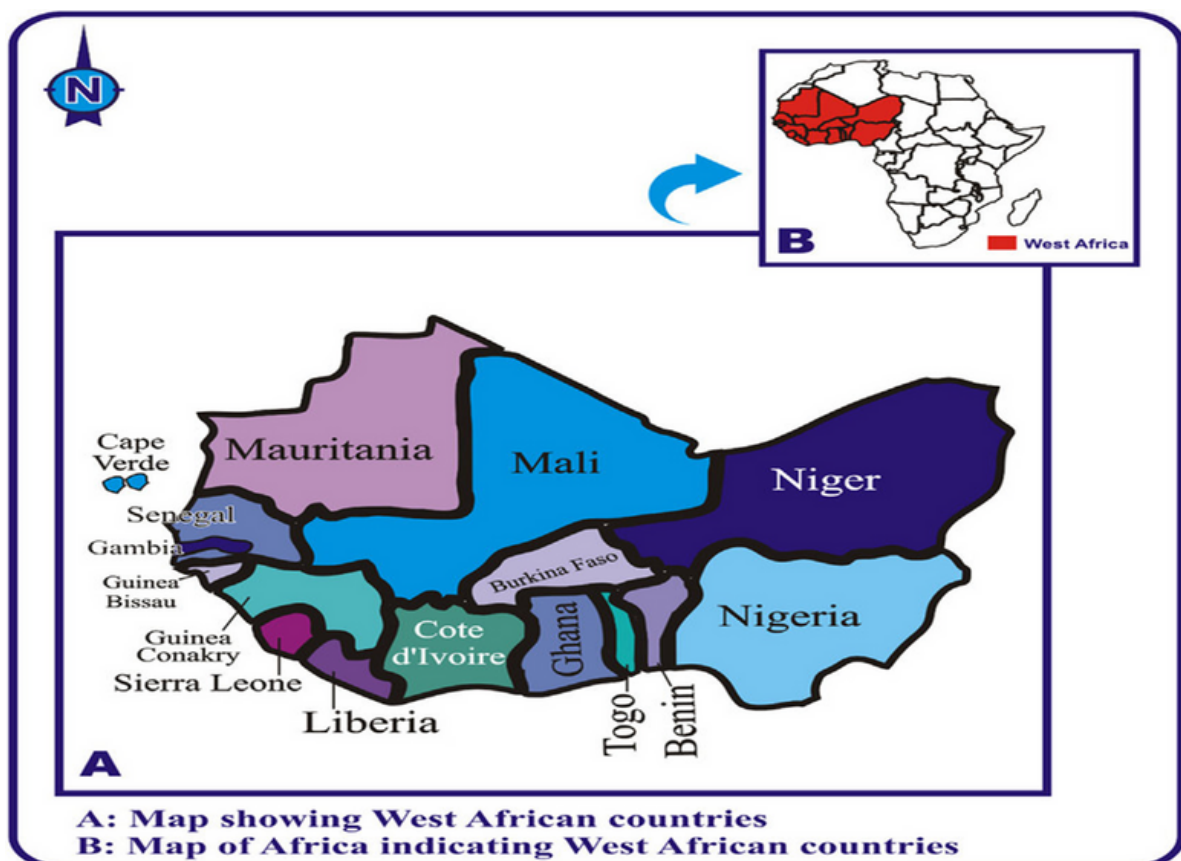 N
B
West Africa
Cape
Verde
Mauritania
Mali
Niger
Senegal
Gambia
Guinea
Bissau
Burkina Faso
Guinea
Conakry
Sierra Leone
Liberia
Cote
d'Ivoire
Ghana
Togo
Benin
Nigeria
A
A: Map showing West African countries
B: Map of Africa indicating West African countries